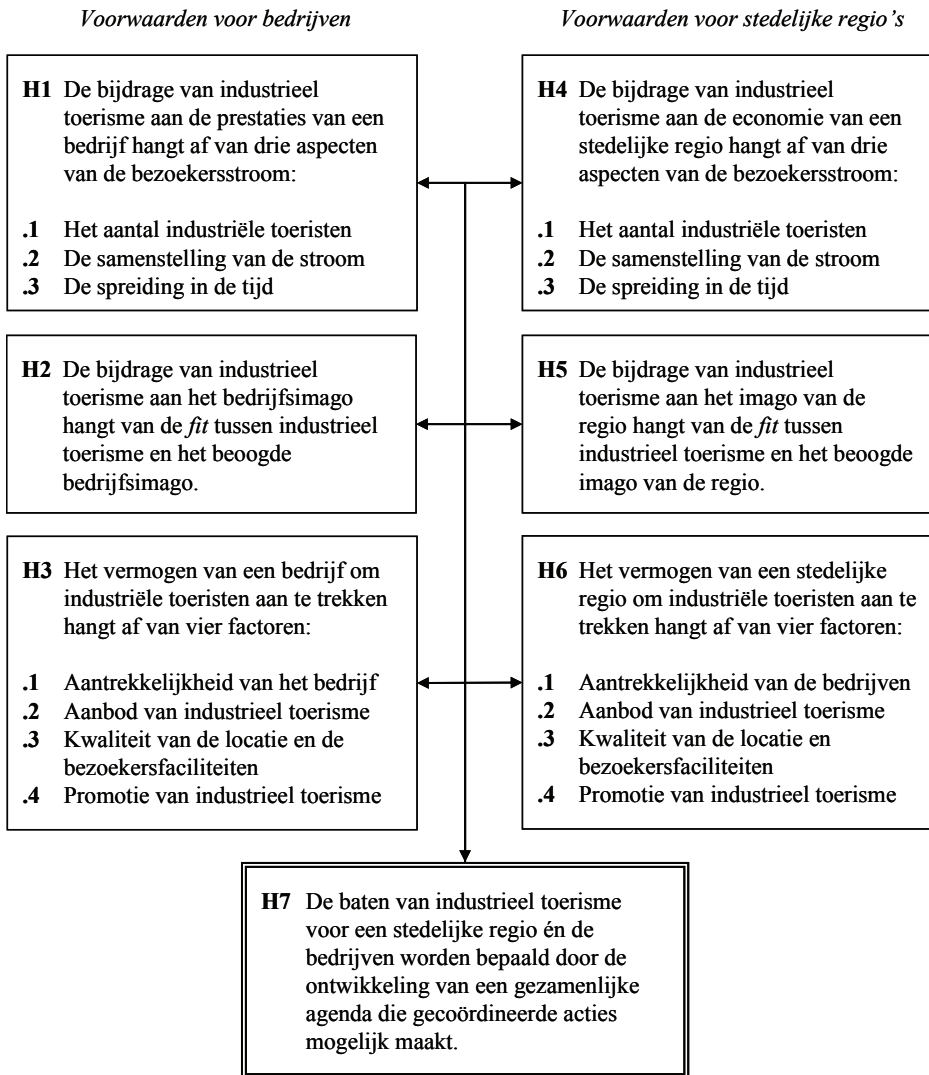 Voorwaarden voor bedrijven
H1 De bijdrage van industrieel
toerisme aan de prestaties van een
bedrijf hangt af van drie aspecten
van de bezoekersstroom:
.1 Het aantal industriële toeristen
.2 De samenstelling van de stroom
.3 De spreiding in de tijd
H2 De bijdrage van industrieel
toerisme aan het bedrijfsimago
hangt van de fit tussen industrieel
toerisme en het beoogde
bedrijfsimago.
H3 Het vermogen van een bedrijf om
industriële toeristen aan te trekken
hangt af van vier factoren:
.1 Aantrekkelijkheid van het bedrijf
.2 Aanbod van industrieel toerisme
.3 Kwaliteit van de locatie en de
bezoekersfaciliteiten
.4 Promotie van industrieel toerisme
Voorwaarden voor stedelijke regio’s
H4 De bijdrage van industrieel
toerisme aan de economie van een
stedelijke regio hangt af van drie
aspecten van de bezoekersstroom:
.1 Het aantal industriële toeristen
.2 De samenstelling van de stroom
.3 De spreiding in de tijd
H5 De bijdrage van industrieel
toerisme aan het imago van de
regio hangt van de fit tussen
industrieel toerisme en het beoogde
imago van de regio.
H6 Het vermogen van een stedelijke
regio om industriële toeristen aan te
trekken hangt af van vier factoren:
.1 Aantrekkelijkheid van de bedrijven
.2 Aanbod van industrieel toerisme
.3 Kwaliteit van de locatie en
bezoekersfaciliteiten
.4 Promotie van industrieel toerisme
H7 De baten van industrieel toerisme
voor een stedelijke regio én de
bedrijven worden bepaald door de
ontwikkeling van een gezamenlijke
agenda die gecoördineerde acties
mogelijk maakt.